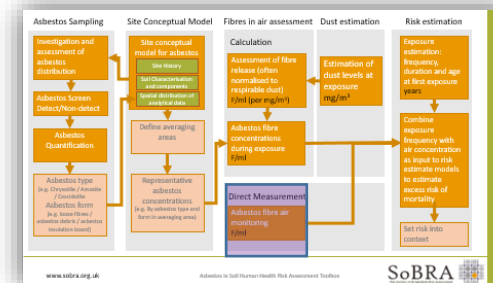 Asbestos Sampling
Investigation and
assessment of
asbestos
distribution
Asbestos Screen
Detect/Non-detect
Asbestos
Quantification
Asbestos type
(e.g. Chrysotile / Amosite
/ Crocidolite
Asbestos form
(e.g. loose fibres /
asbestos debris / asbestos
insulation board)
Site Conceptual Model
Site conceptual
model for asbestos
Site History
Soil Characterisation
and components
Spatial distribution of
analytical data
Define averaging
areas
Representative
asbestos
concentrations
(e.g. By asbestos type and
form in averaging area)
Fibres in air assessment
Calculation
Assessment of fibre
release (often
normalised to
respirable dust)
F/ml (per mg/m³)
Asbestos fibre
concentrations
during exposure
F/ml
Direct Measurement
Asbestos fibre air
monitoring
F/ml
Dust estimation
Estimation of
dust levels at
exposure
mg/m³
Risk estimation
Exposure
estimation:
frequency,
duration and age
at first exposure
years
Combine
exposure
frequency with
air concentration
as input to risk
estimate models
to estimate
excess risk of
mortality
Set risk into
context
www.sobra.org.uk
Asbestos in Soil Human Health Risk Assessment Toolbox
SoBRA